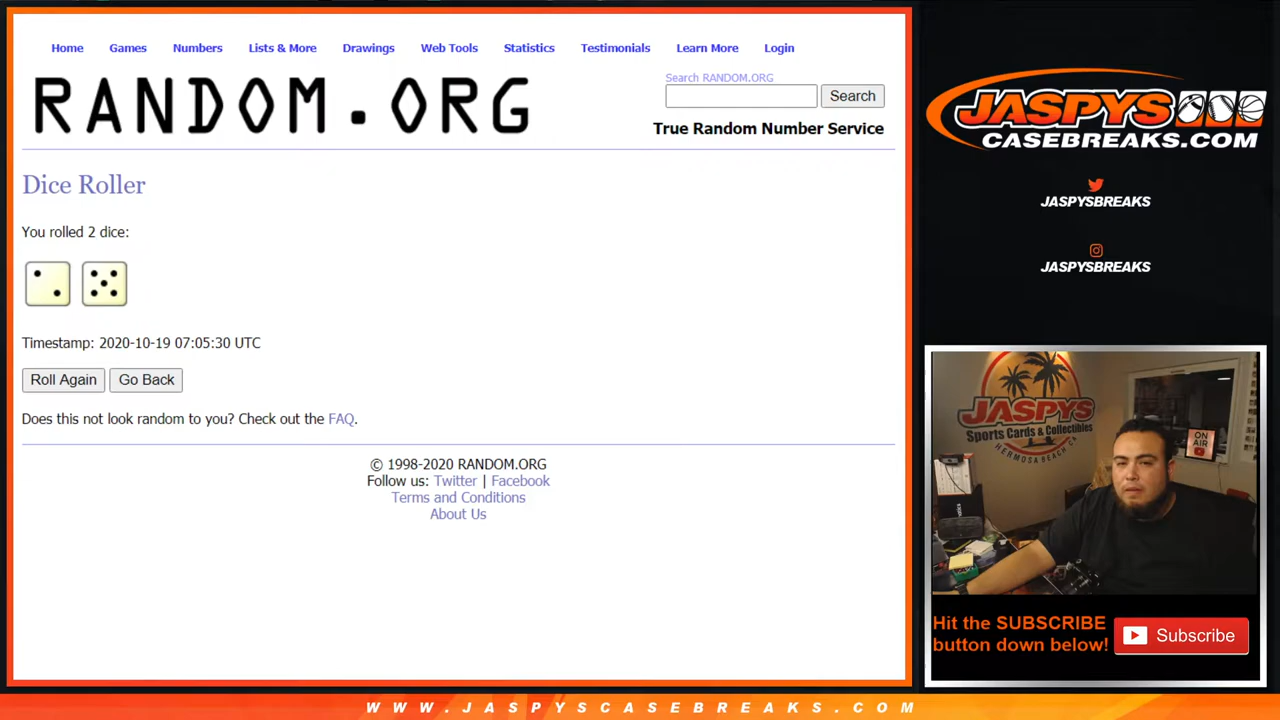 Home Games Numbers Lists & More Drawings Web Tools Statistics Testimonials Learn More Login
RANDOM.ORG
Search RANDOM.ORG
Search
True Random Number Service
Dice Roller
You rolled 2 dice:
Timestamp: 2020-10-19 07:05:30 UTC
Roll Again Go Back
Does this not look random to you? Check out the FAQ.
© 1998-2020 RANDOM.ORG
Follow us: Twitter | Facebook
Terms and Conditions
About Us
JASPYS
CASEBREAKS.COM
JASPYSBREAKS
JASPYSBREAKS
JASPYS
Sports Cards & Collectibles
HERMOSA BEACH CA
ON
AIR
Hit the SUBSCRIBE
button down below!
Subscribe
WWW.JASPYSCASEBREAKS.COM